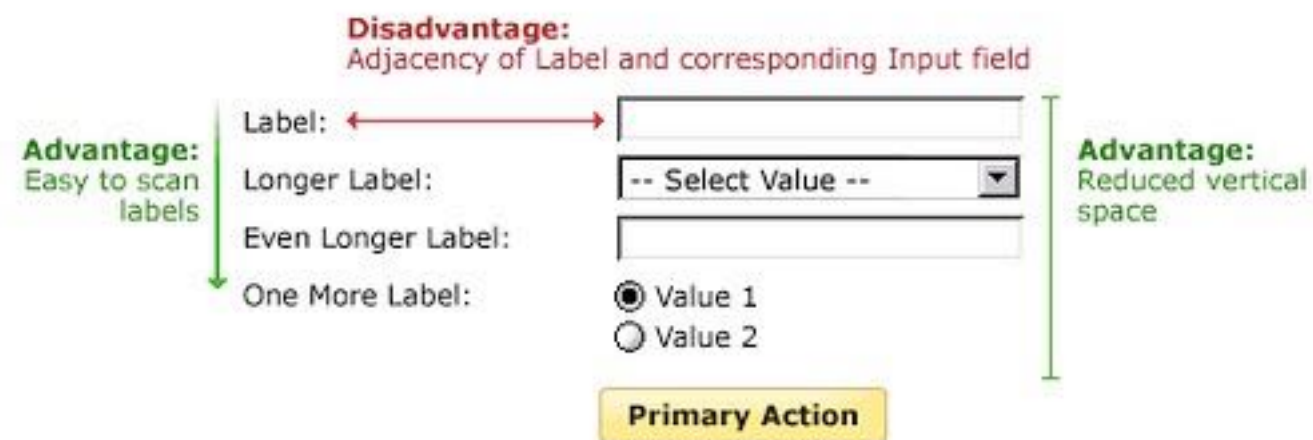 Disadvantage:
Adjacency of Label and corresponding Input field
Advantage:
Easy to scan
labels
Label:
Longer Label:
-- Select Value --
Even Longer Label:
One More Label:
Value 1
Value 2
Primary Action
Advantage:
Reduced vertical
space